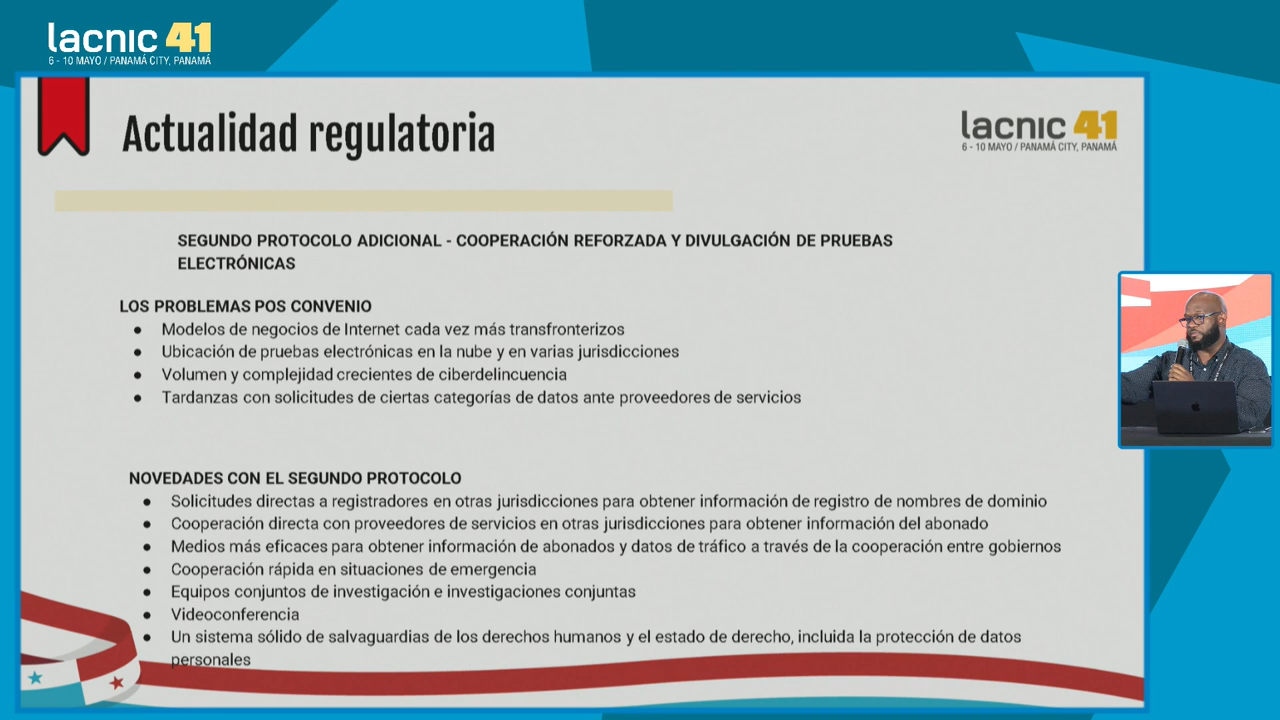 lacnic 41
6 - 10 MAYO / PANAMÁ CITY, PANAMÁ
Actualidad regulatoria
lacnic 41
6 - 10 MAYO / PANAMÁ CITY, PANAMÁ
SEGUNDO PROTOCOLO ADICIONAL - COOPERACIÓN REFORZADA Y DIVULGACIÓN DE PRUEBAS
ELECTRÓNICAS
LOS PROBLEMAS POS CONVENIO
● Modelos de negocios de Internet cada vez más transfronterizos
● Ubicación de pruebas electrónicas en la nube y en varias jurisdicciones
● Volumen y complejidad crecientes de ciberdelincuencia
● Tardanzas con solicitudes de ciertas categorías de datos ante proveedores de servicios
NOVEDADES CON EL SEGUNDO PROTOCOLO
● Solicitudes directas a registradores en otras jurisdicciones para obtener información de registro de nombres de dominio
● Cooperación directa con proveedores de servicios en otras jurisdicciones para obtener información del abonado
● Medios más eficaces para obtener información de abonados y datos de tráfico a través de la cooperación entre gobiernos
● Cooperación rápida en situaciones de emergencia
● Equipos conjuntos de investigación e investigaciones conjuntas
● Videoconferencia
● Un sistema sólido de salvaguardias de los derechos humanos y el estado de derecho, incluida la protección de datos
personales